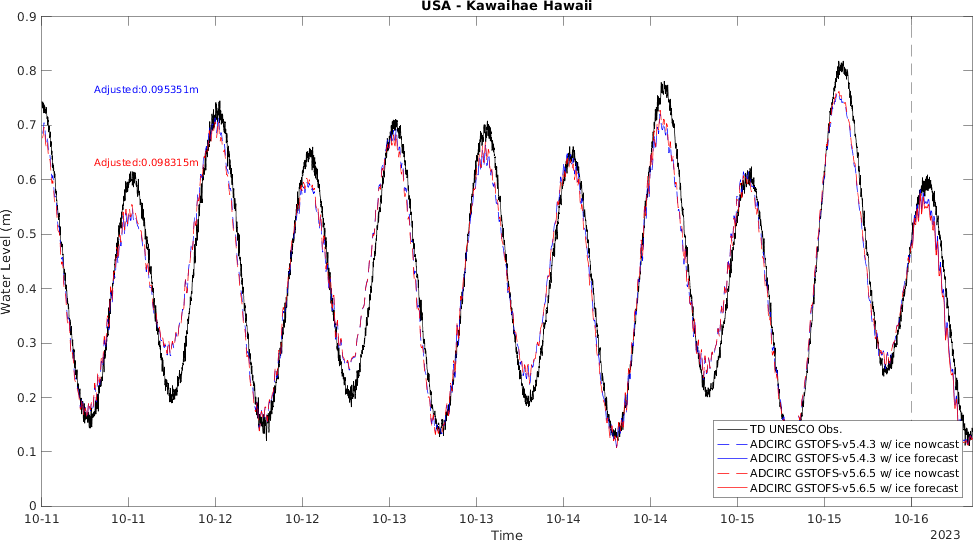 USA - Kawaihae Hawaii
0.9
0.8
0.7
0.6
0.5
0.4
0.3
0.2
0.1
0
Water Level (m)
Adjusted:0.095351m
Adjusted:0.098315m
TD UNESCO Obs.
ADCIRC GSTOFS-v5.4.3 w/ ice nowcast
ADCIRC GSTOFS-v5.4.3 w/ ice forecast
ADCIRC GSTOFS-v5.6.5 w/ ice nowcast
ADCIRC GSTOFS-v5.6.5 w/ ice forecast
10-11 10-11 10-12 10-12 10-13 10-13 10-14 10-14 10-15 10-15 10-16
Time
2023